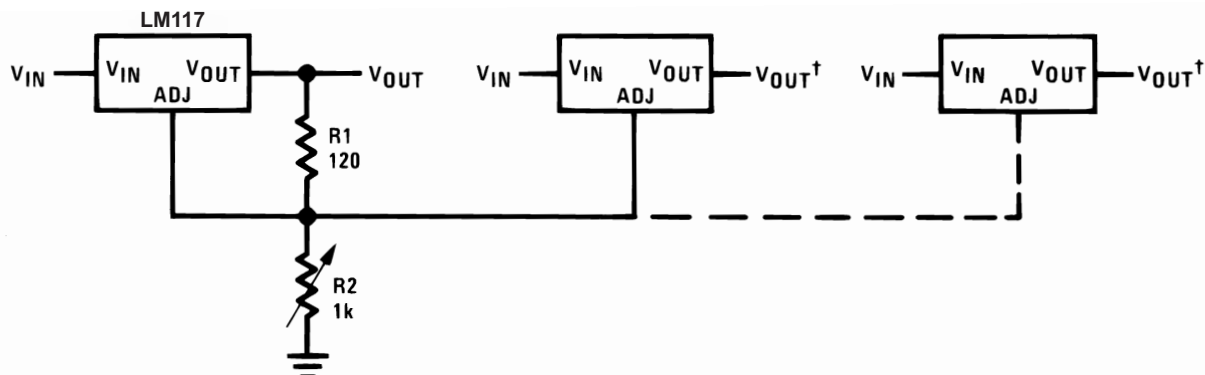 LM117
VIN VIN VOUT VOUT
ADJ
VIN VIN VOUT VOUT†
ADJ
VIN VIN VOUT VOUT†
ADJ
R1
120
R2
1k